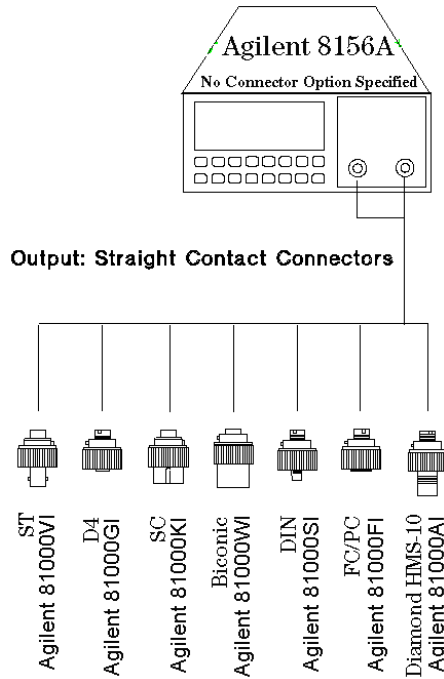 Agilent 8156A
No Connector Option Specified
Output: Straight Contact Connectors
ST
Agilent 81000VI
D4
Agilent 81000GI
SC
Agilent 81000KI
Biconic
Agilent 81000WI
DIN
Agilent 81000SI
FC/PC
Agilent 81000FI
Diamond HMS-10
Agilent 81000AI